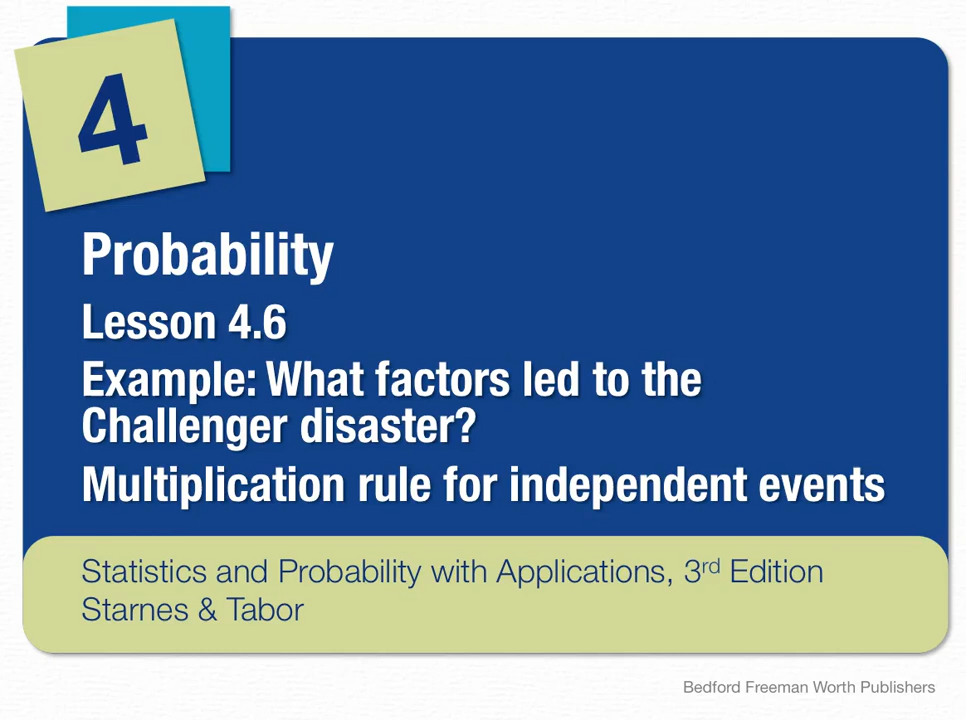 4
Probability
Lesson 4.6
Example: What factors led to the
Challenger disaster?
Multiplication rule for independent events
Statistics and Probability with Applications, 3rd Edition
Starnes & Tabor
Bedford Freeman Worth Publishers